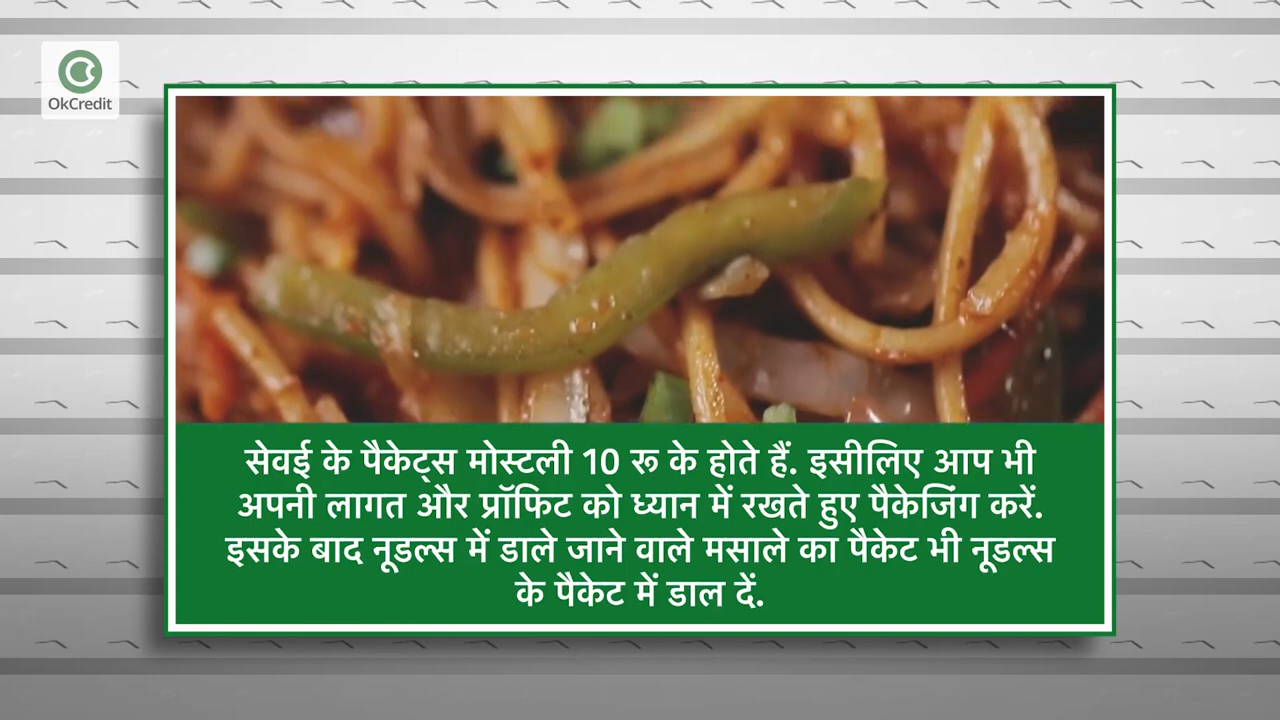 OkCredit
सेवई के पैकेट्स मोस्टली 10 रू के होते हैं. इसीलिए आप भी
अपनी लागत और प्रॉफिट को ध्यान में रखते हुए पैकेजिंग करें.
इसके बाद नूडल्स में डाले जाने वाले मसाले का पैकेट भी नूडल्स
के पैकेट में डाल दें.